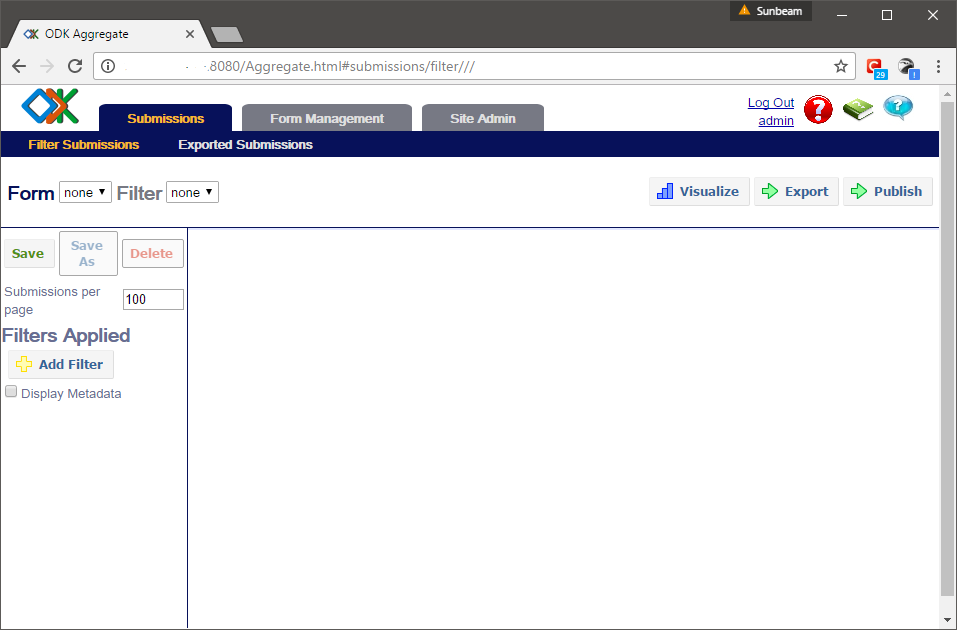 Sunbeam
ODK Aggregate
:8080/Aggregate.html#submissions/filter///
29
Submissions
Form Management
Site Admin
Log Out
admin
Filter Submissions
Exported Submissions
Form none Filter none
Visualize
Export
Publish
Save
Save
As
Delete
Submissions per
page
100
Filters Applied
Add Filter
Display Metadata